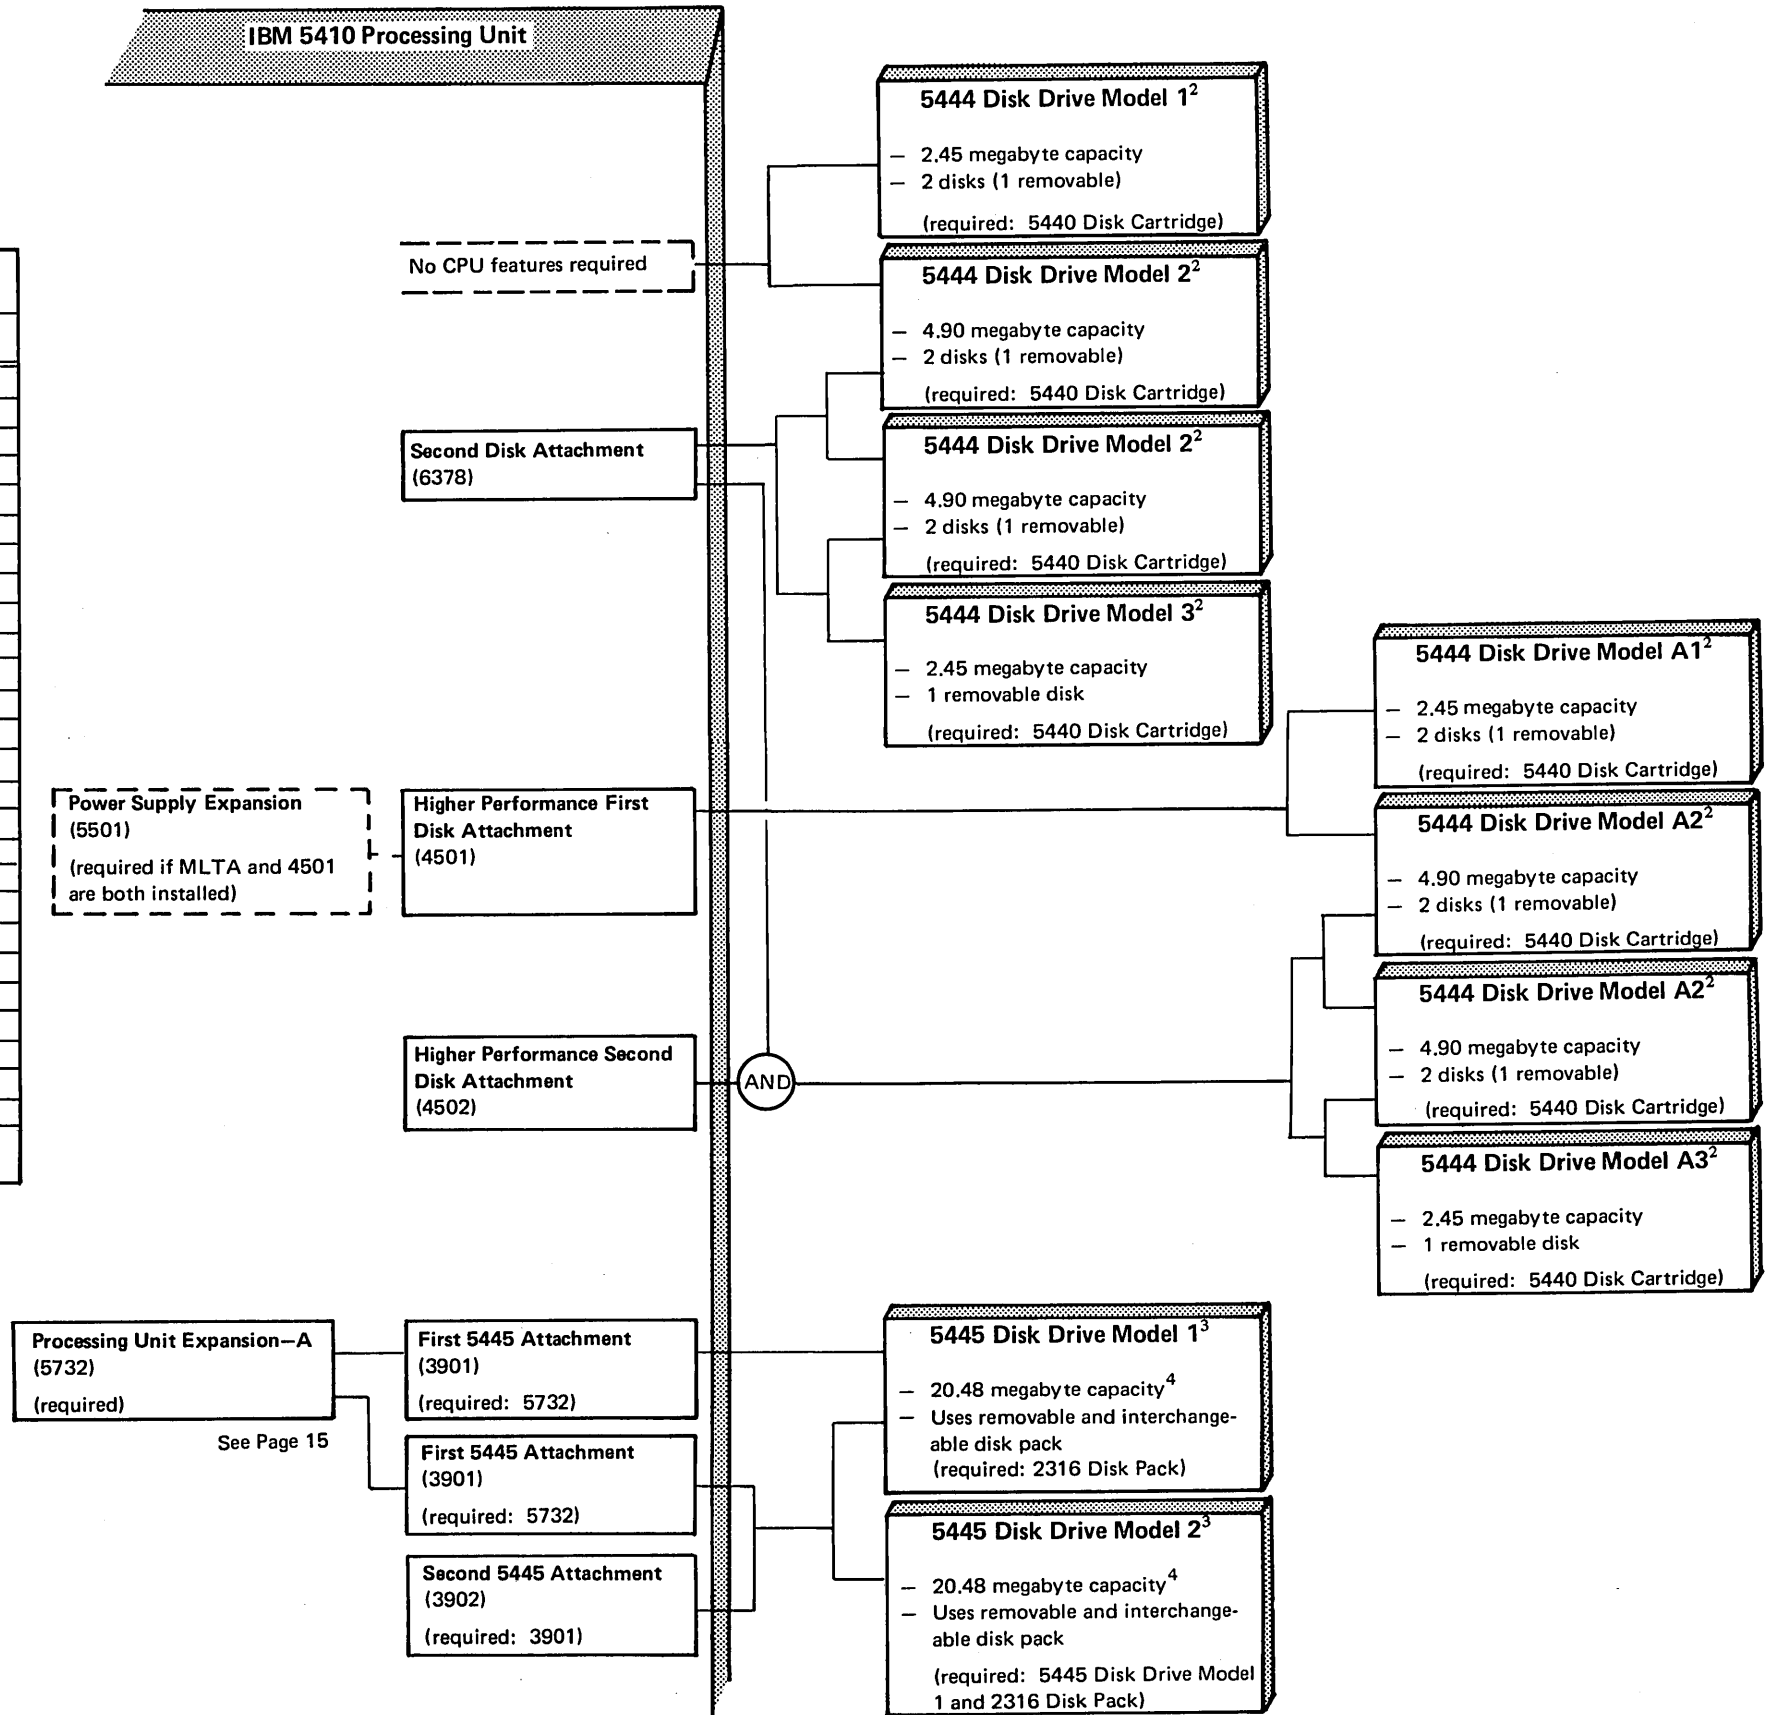 IBM 5410 Processing Unit
5444 Disk Drive Model 1²
— 2.45 megabyte capacity
— 2 disks (1 removable)
(required: 5440 Disk Cartridge)
No CPU features required
5444 Disk Drive Model 2²
— 4.90 megabyte capacity
— 2 disks (1 removable)
(required: 5440 Disk Cartridge)
Second Disk Attachment
(6378)
5444 Disk Drive Model 2²
— 4.90 megabyte capacity
— 2 disks (1 removable)
(required: 5440 Disk Cartridge)
5444 Disk Drive Model 3²
— 2.45 megabyte capacity
— 1 removable disk
(required: 5440 Disk Cartridge)
5444 Disk Drive Model A1²
— 2.45 megabyte capacity
— 2 disks (1 removable)
(required: 5440 Disk Cartridge)
Power Supply Expansion
(5501)
(required if MLTA and 4501
are both installed)
Higher Performance First
Disk Attachment
(4501)
5444 Disk Drive Model A2²
— 4.90 megabyte capacity
— 2 disks (1 removable)
(required: 5440 Disk Cartridge)
5444 Disk Drive Model A2²
— 4.90 megabyte capacity
— 2 disks (1 removable)
(required: 5440 Disk Cartridge)
Higher Performance Second
Disk Attachment
(4502)
AND
5444 Disk Drive Model A3²
— 2.45 megabyte capacity
— 1 removable disk
(required: 5440 Disk Cartridge)
Processing Unit Expansion—A
(5732)
(required)
See Page 15
First 5445 Attachment
(3901)
(required: 5732)
5445 Disk Drive Model 1³
— 20.48 megabyte capacity⁴
— Uses removable and interchange-
able disk pack
(required: 2316 Disk Pack)
First 5445 Attachment
(3901)
(required: 5732)
Second 5445 Attachment
(3902)
(required: 3901)
5445 Disk Drive Model 2³
— 20.48 megabyte capacity⁴
— Uses removable and interchange-
able disk pack
(required: 5445 Disk Drive Model
1 and 2316 Disk Pack)